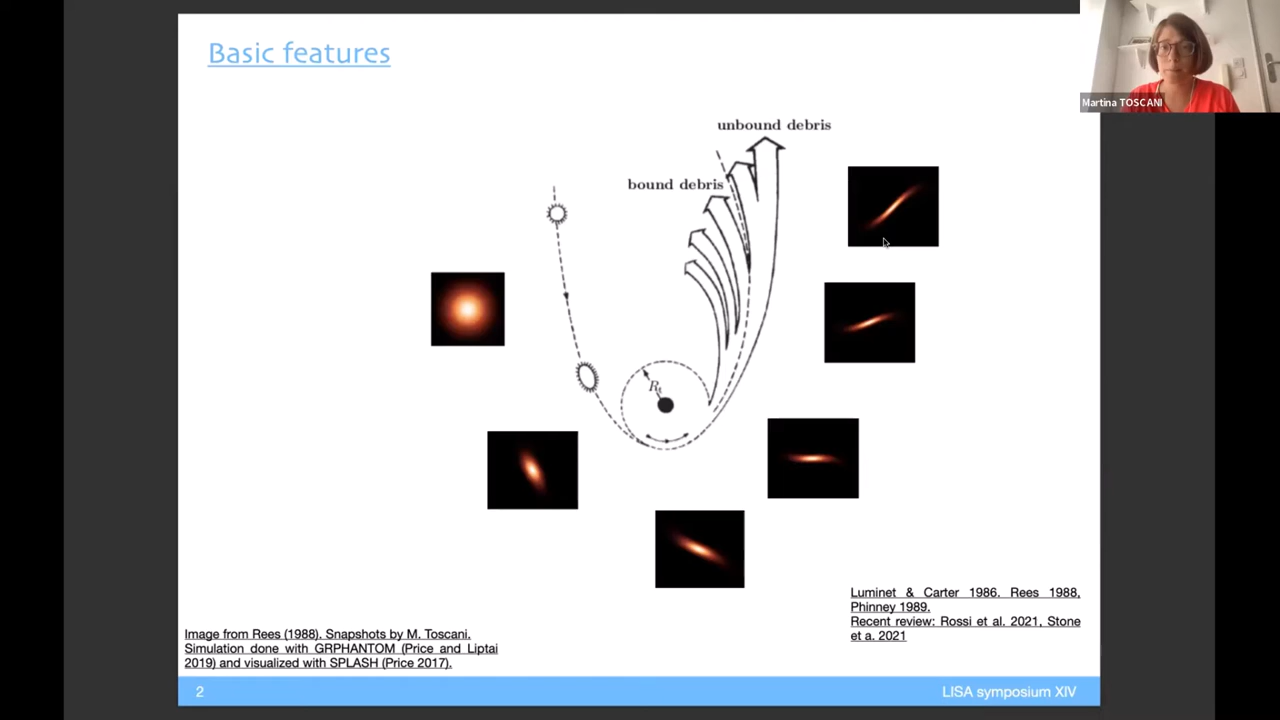 Basic features
Martina TOSCANI
unbound debris
bound debris
Rt
Luminet & Carter 1986. Rees 1988,
Phinney 1989.
Recent review: Rossi et al. 2021, Stone
et a. 2021
Image from Rees (1988). Snapshots by M. Toscani.
Simulation done with GRPHANTOM (Price and Liptai
2019) and visualized with SPLASH (Price 2017).
2
LISA symposium XIV